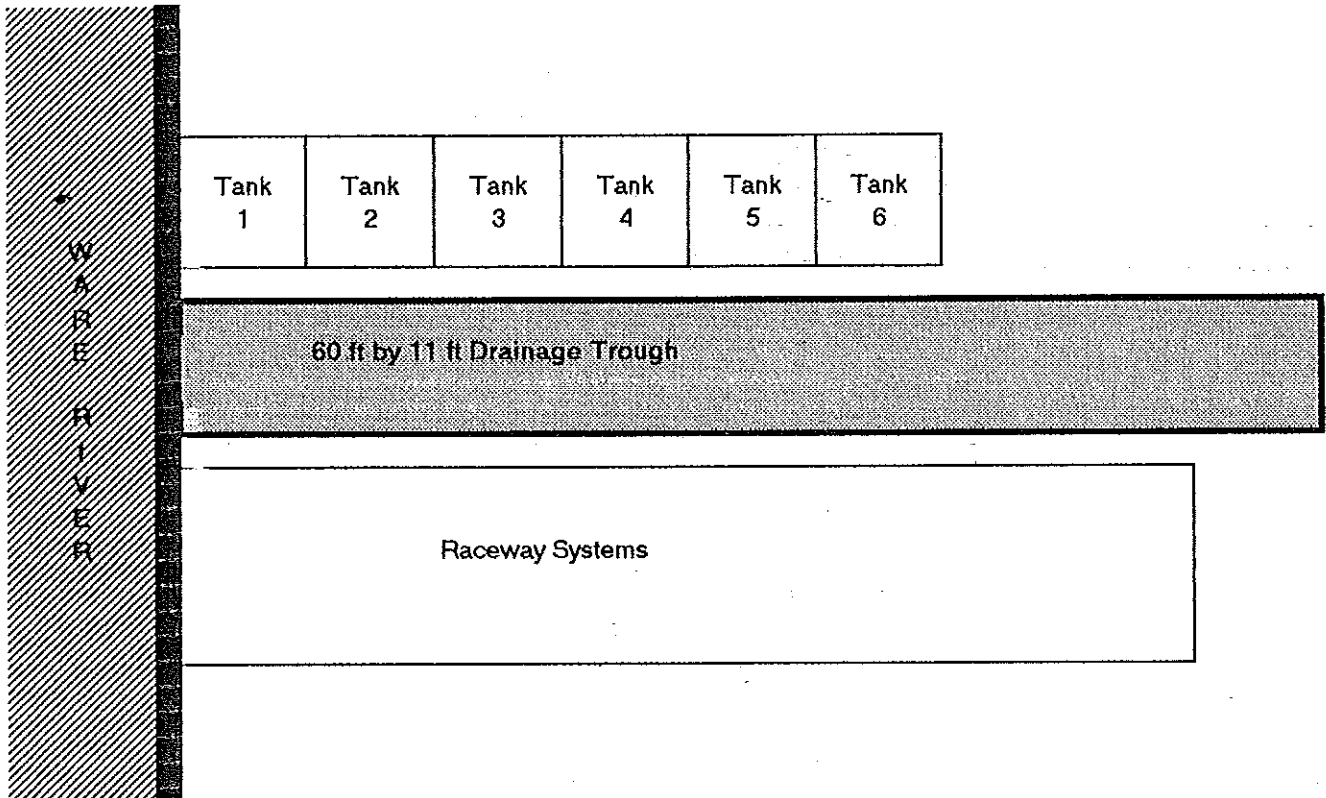 Tank
1
Tank
2
Tank
3
Tank
4
Tank
5
Tank
6
WARE RIVER
60 ft by 11 ft Drainage Trough
Raceway Systems